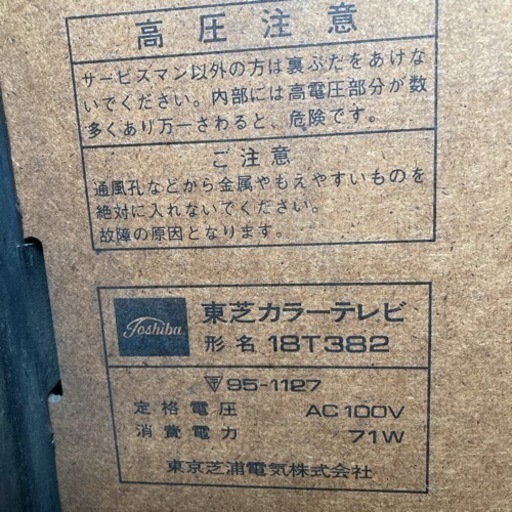 高圧注意
サービスマン以外の方は裏ぶたをあけな
いでください。内部には高電圧部分が数
多くあり万一さわると、危険です。
ご注意
通風孔などから金属やもえやすいものを
絶対に入れないでください。
故障の原因となります。
Toshiba
東芝カラーテレビ
形名 18T382
95-1127
定格電圧 AC100V
消費電力 71W
東京芝浦電気株式会社